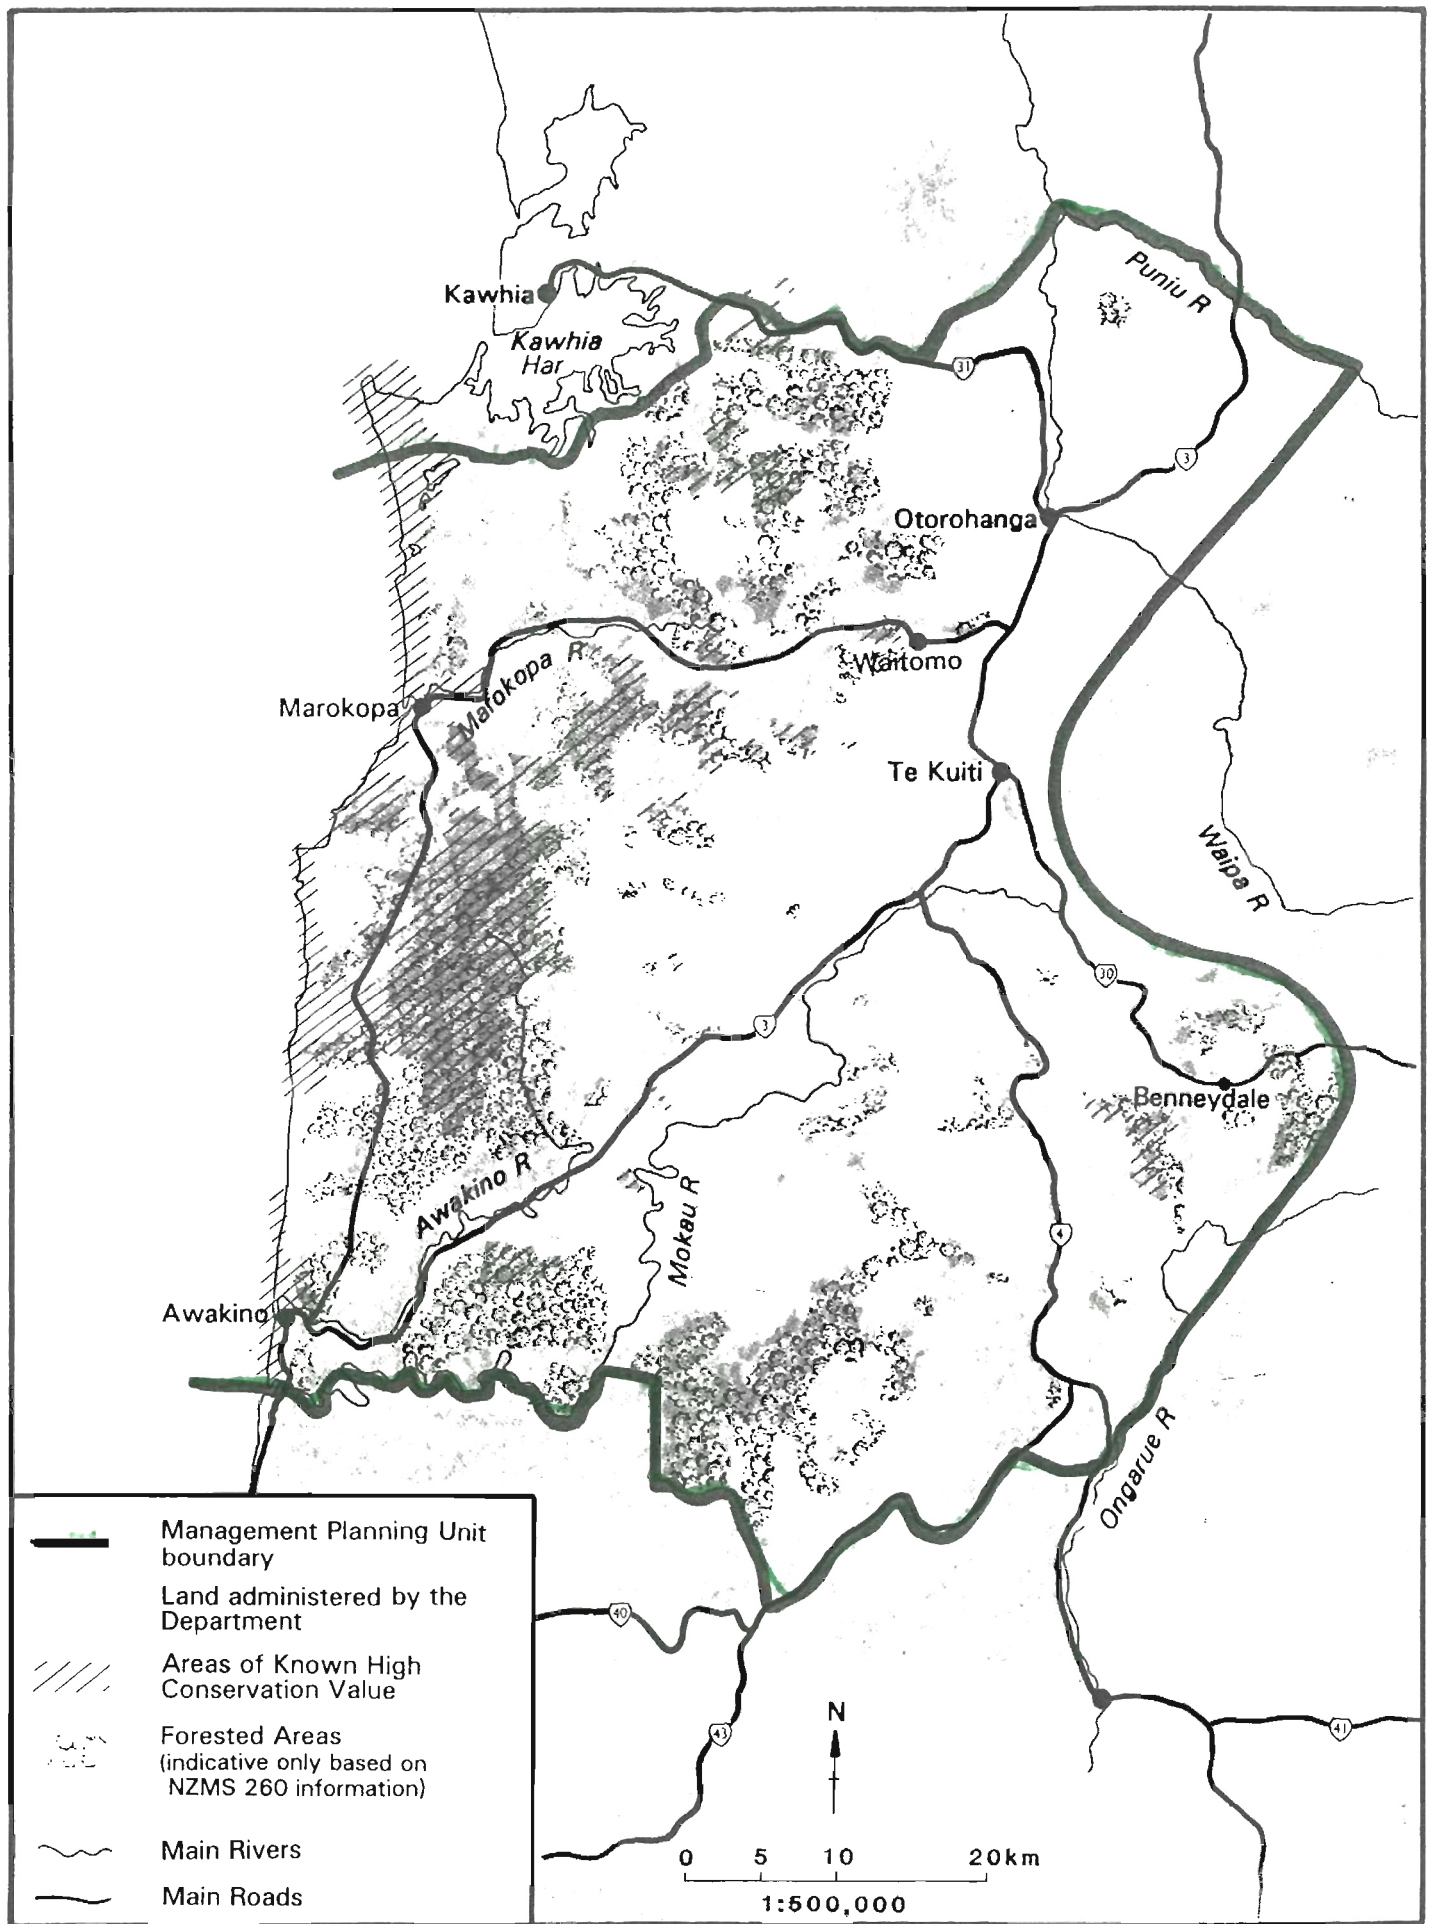 Puniu R
Kawhia
Kawhia
Har
31
3
Otorohanga
Waitomo
Marokopa R
Marokopa
Te Kuiti
Waipa R
30
3
Benneydale
Awakino R
Mokau R
4
Awakino
Ongarue R
Management Planning Unit
boundary
Land administered by the
Department
Areas of Known High
Conservation Value
Forested Areas
(indicative only based on
NZMS 260 information)
Main Rivers
Main Roads
40
43
41
N
0 5 10 20km
1:500,000